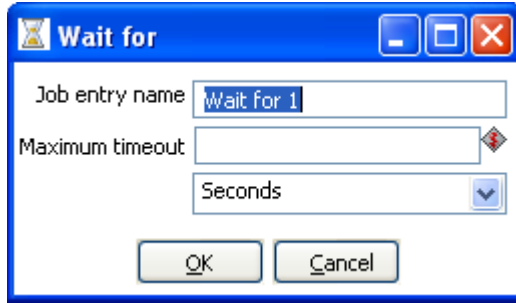 Wait for
Job entry name Wait for 1
Maximum timeout
Seconds
OK Cancel